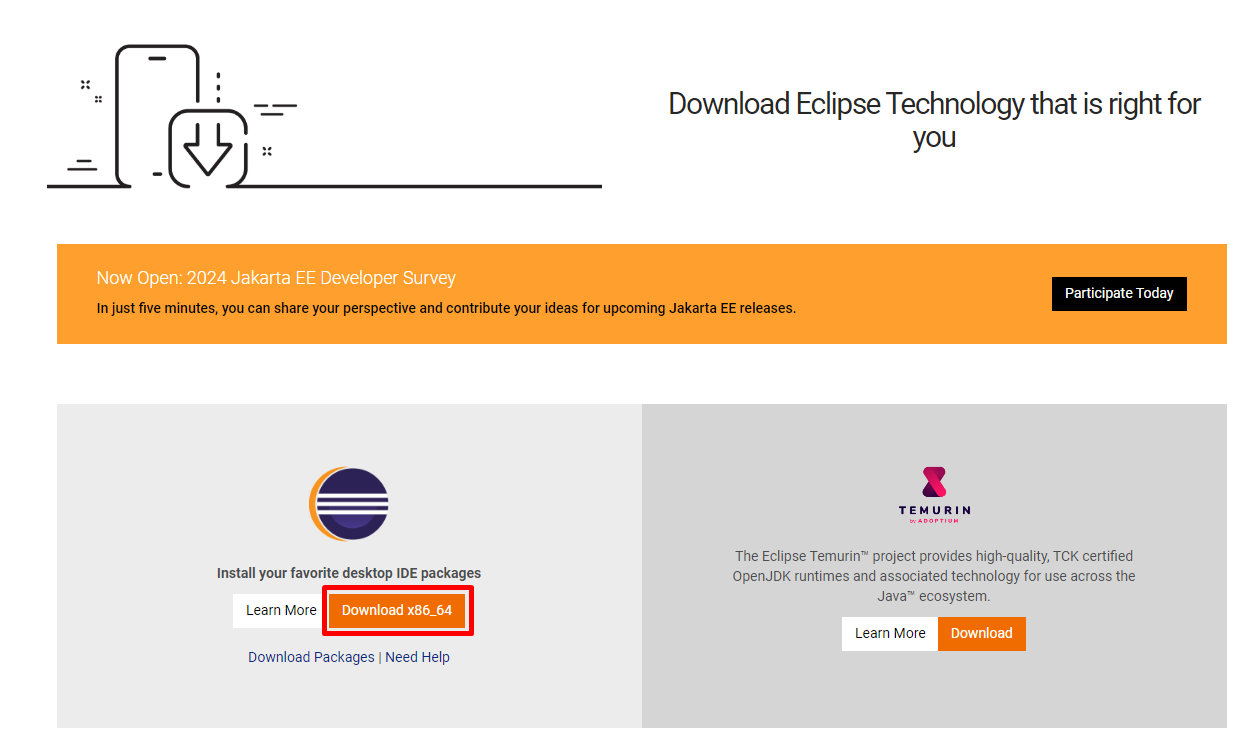 Download Eclipse Technology that is right for
you
Now Open: 2024 Jakarta EE Developer Survey
In just five minutes, you can share your perspective and contribute your ideas for upcoming Jakarta EE releases.
Participate Today
Install your favorite desktop IDE packages
Learn More
Download x86_64
Download Packages | Need Help
TEMURIN
by ADOPTIUM
The Eclipse Temurin™ project provides high-quality, TCK certified
OpenJDK runtimes and associated technology for use across the
Java™ ecosystem.
Learn More
Download